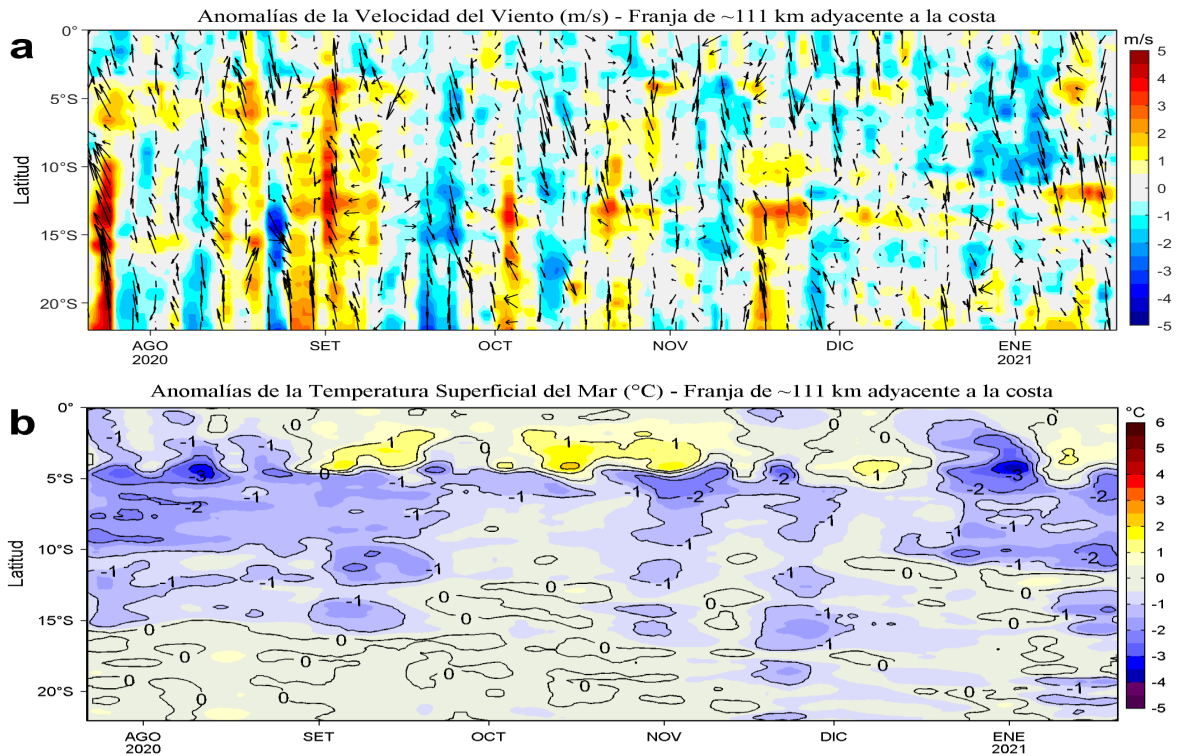 Anomalías de la Velocidad del Viento (m/s) - Franja de ~111 km adyacente a la costa
a
m/s
0°
5°S
10°S
15°S
20°S
Latitud
5
4
3
2
1
0
-1
-2
-3
-4
-5
AGO
2020
SET
OCT
NOV
DIC
ENE
2021
Anomalías de la Temperatura Superficial del Mar (°C) - Franja de ~111 km adyacente a la costa
b
°C
0°
5°S
10°S
15°S
20°S
Latitud
6
5
4
3
2
1
0
-1
-2
-3
-4
-5
AGO
2020
SET
OCT
NOV
DIC
ENE
2021